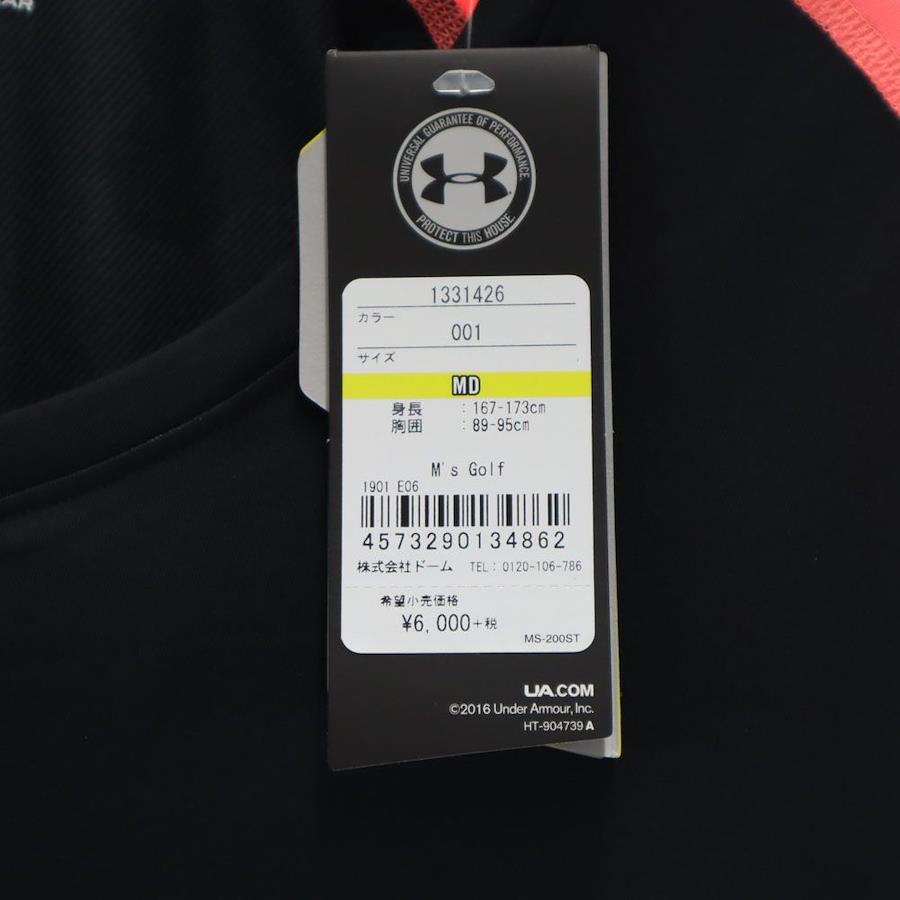 UNIVERSAL GUARANTEE OF PERFORMANCE.
PROTECT THIS HOUSE.
1331426
カラー
001
サイズ
MD
身長 : 167-173cm
胸囲 : 89-95cm
M's Golf
1901 E06
4573290134862
株式会社ドーム TEL: 0120-106-786
希望小売価格
¥6,000+税
MS-200ST
UA.COM
©2016 Under Armour, Inc.
HT-904739 A